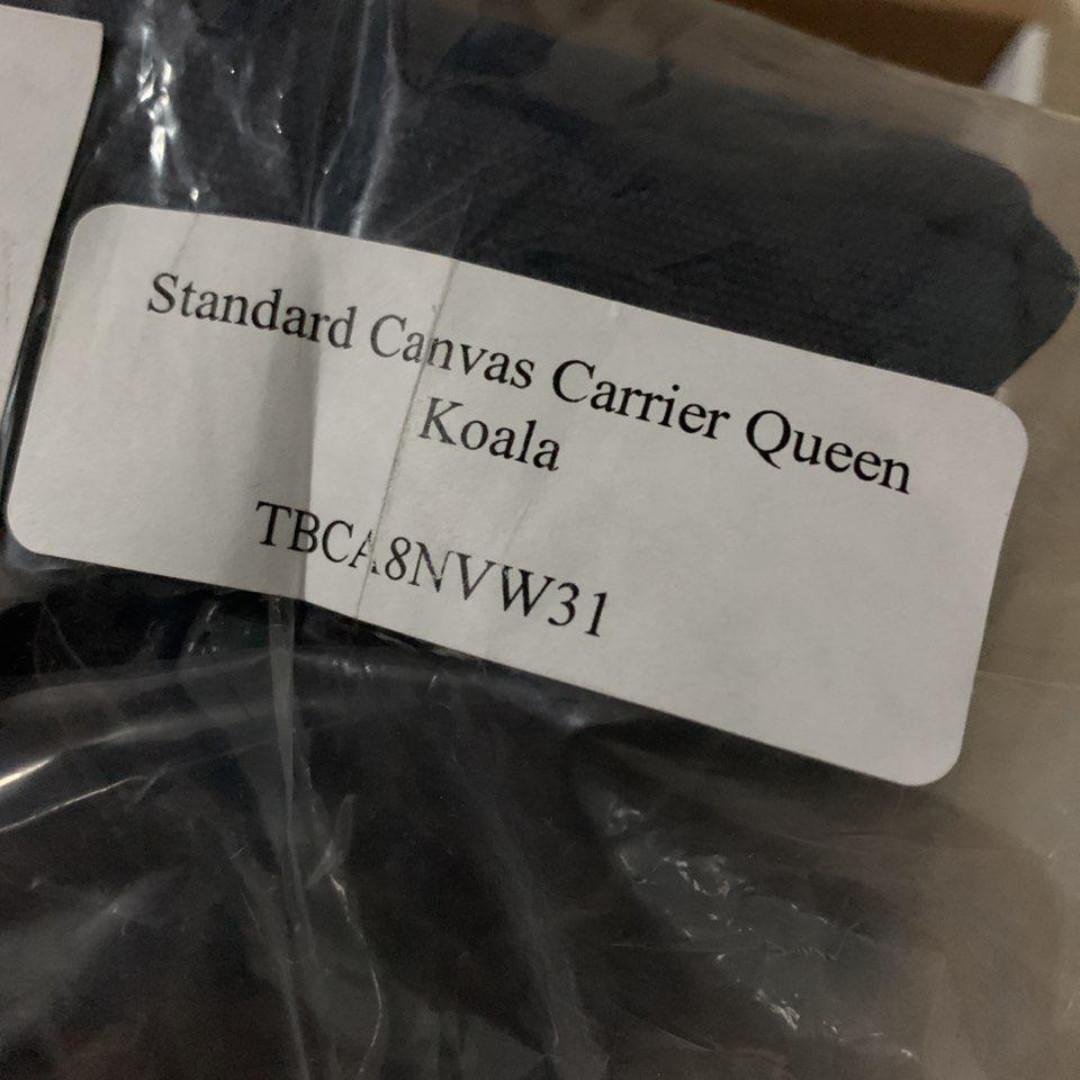 Standard Canvas Carrier Queen
Koala
TBCA8NVW31